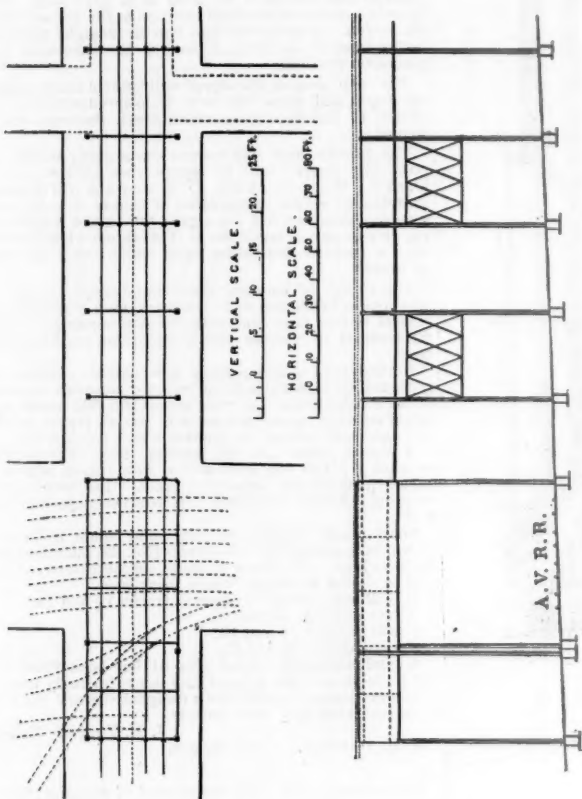 VERTICAL SCALE.
0 5 10 15 20 25 FT.
HORIZONTAL SCALE.
0 10 20 30 40 50 60 70 80 FT.
A. V. R. R.